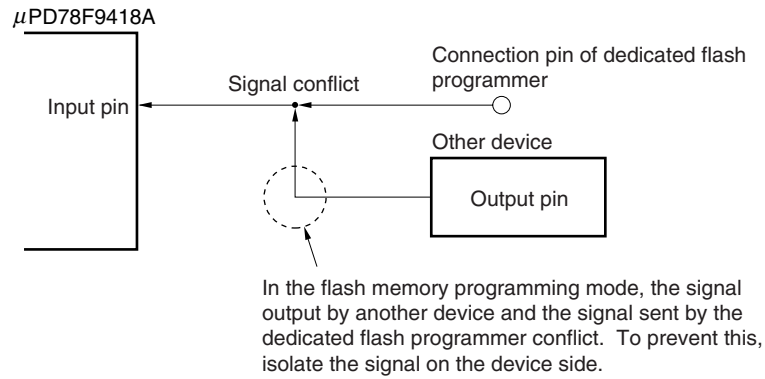 μPD78F9418A
Connection pin of dedicated flash
programmer
Signal conflict
Input pin
Other device
Output pin
In the flash memory programming mode, the signal
output by another device and the signal sent by the
dedicated flash programmer conflict.  To prevent this,
isolate the signal on the device side.